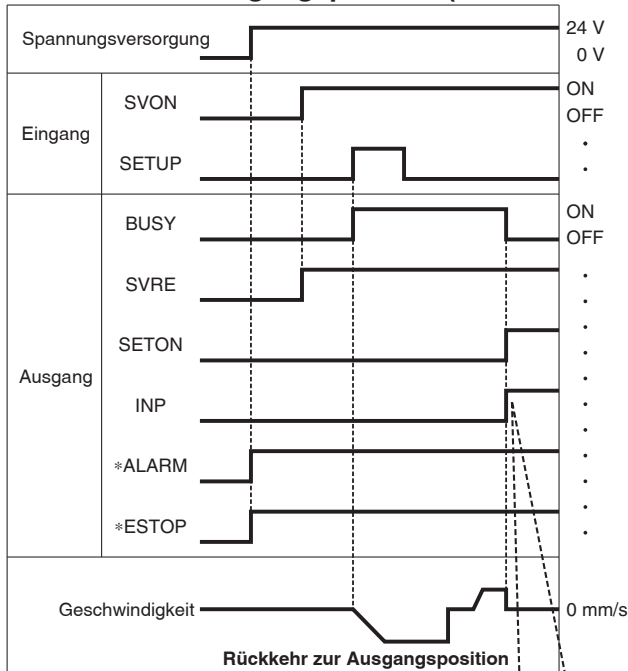 Spannungsversorgung
24 V
0 V
Eingang
SVON
ON
OFF
SETUP
Ausgang
BUSY
ON
OFF
SVRE
SETON
INP
*ALARM
*ESTOP
Geschwindigkeit
0 mm/s
Rückkehr zur Ausgangsposition